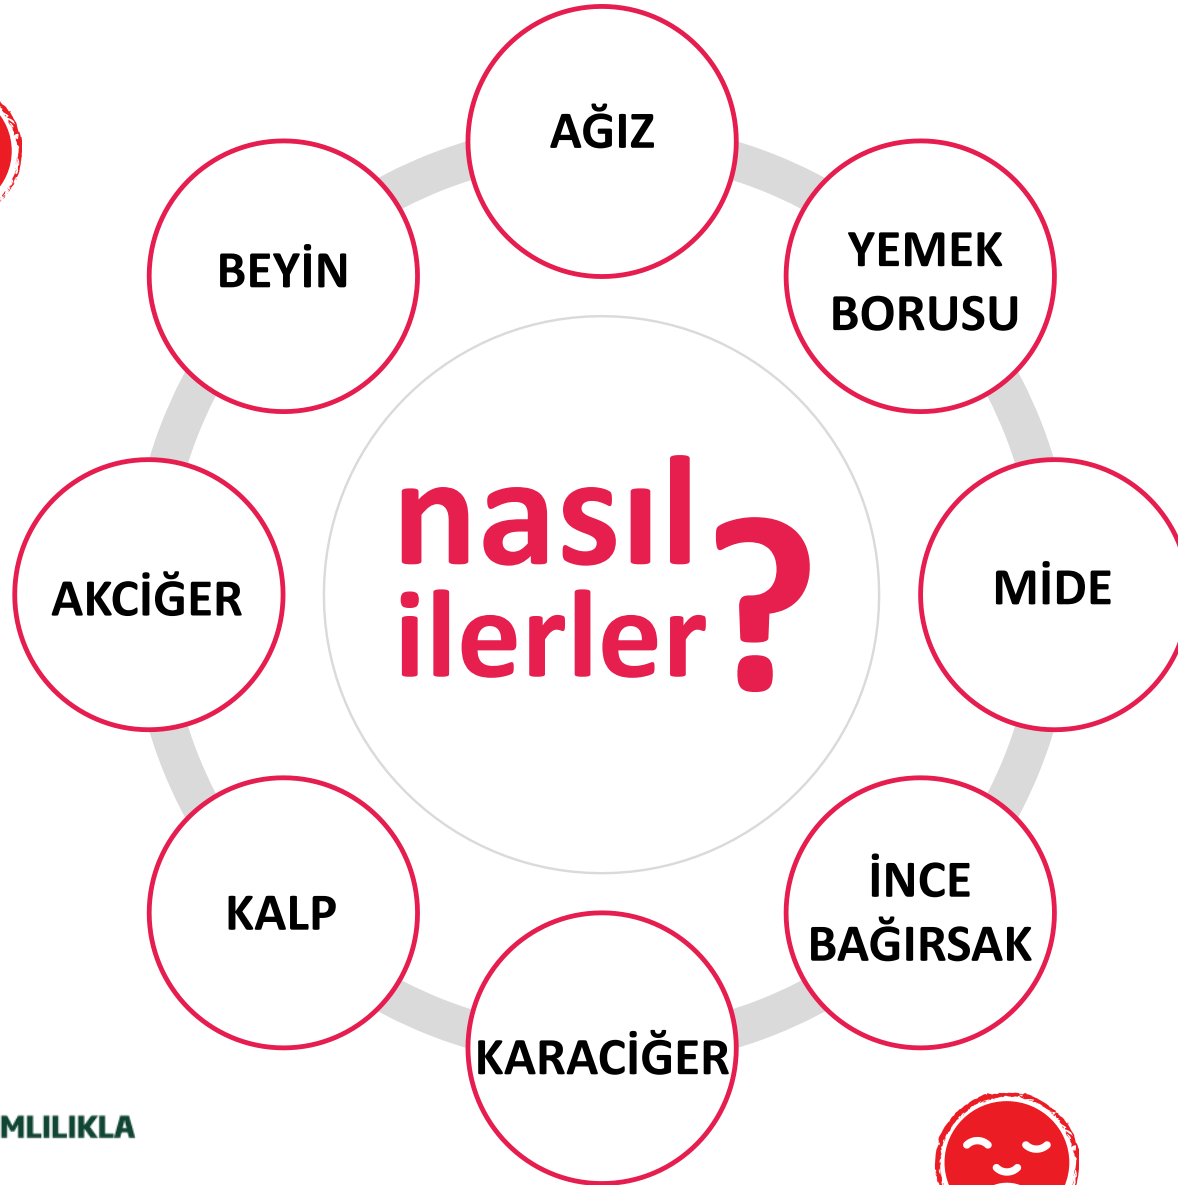 AĞIZ
YEMEK
BORUSU
MİDE
İNCE
BAĞIRSAK
KARACİĞER
KALP
AKCİĞER
BEYİN
nasıl
ilerler?
MLILIKLA